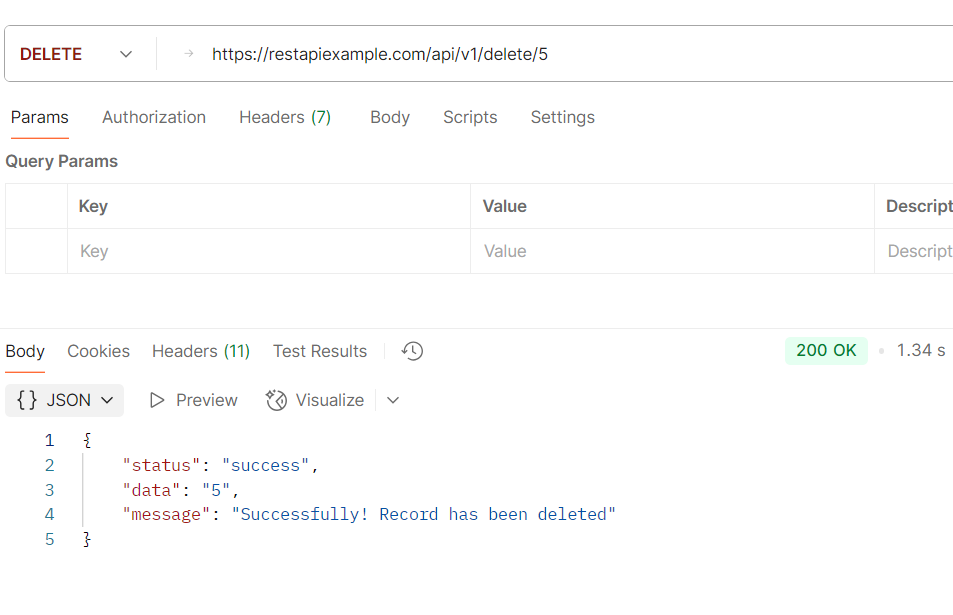 DELETE https://restapiexample.com/api/v1/delete/5
Params Authorization Headers (7) Body Scripts Settings
Query Params
Key Value Descript
Key Value Descript
Body Cookies Headers (11) Test Results 200 OK 1.34 s
{} JSON Preview Visualize
1 {
2 "status": "success",
3 "data": "5",
4 "message": "Successfully! Record has been deleted"
5 }